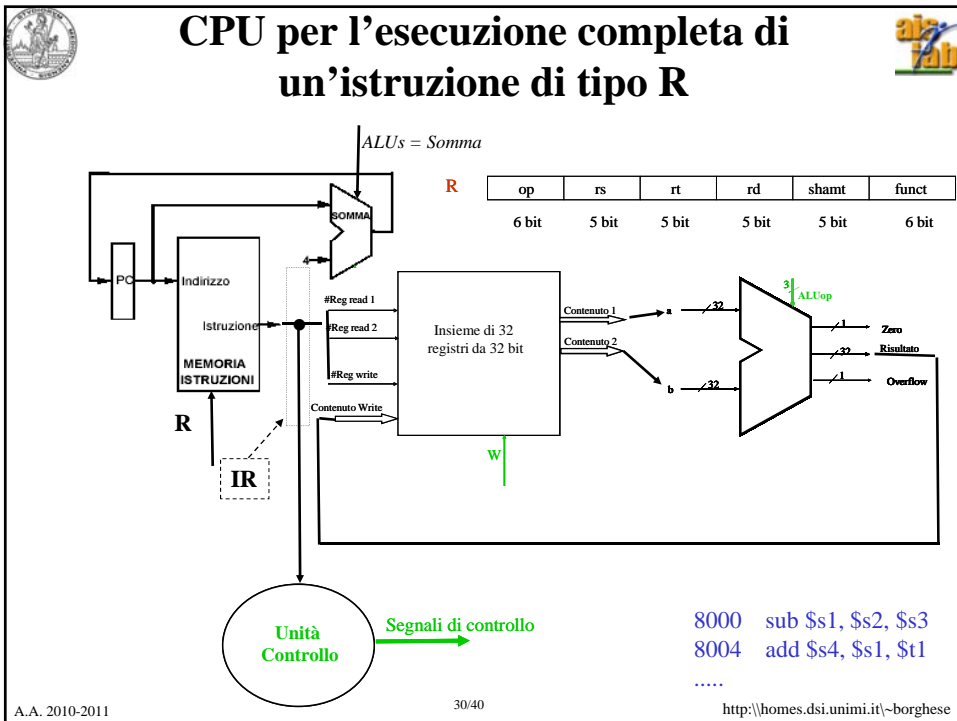 CPU per l'esecuzione completa di
un'istruzione di tipo R
ALUs = Somma
R
op rs rt rd shamt funct
6 bit 5 bit 5 bit 5 bit 5 bit 6 bit
SOMMA
4
PC
Indirizzo
Istruzione
MEMORIA
ISTRUZIONI
R
IR
#Reg read 1
#Reg read 2
#Reg write
Contenuto Write
Insieme di 32
registri da 32 bit
W
Contenuto 1
Contenuto 2
a
b
32
32
3
ALUop
1
Zero
32
Risultato
1
Overflow
Unità
Controllo
Segnali di controllo
8000 sub $s1, $s2, $s3
8004 add $s4, $s1, $t1
.....
A.A. 2010-2011
30/40
http:\\homes.dsi.unimi.it\~borghese